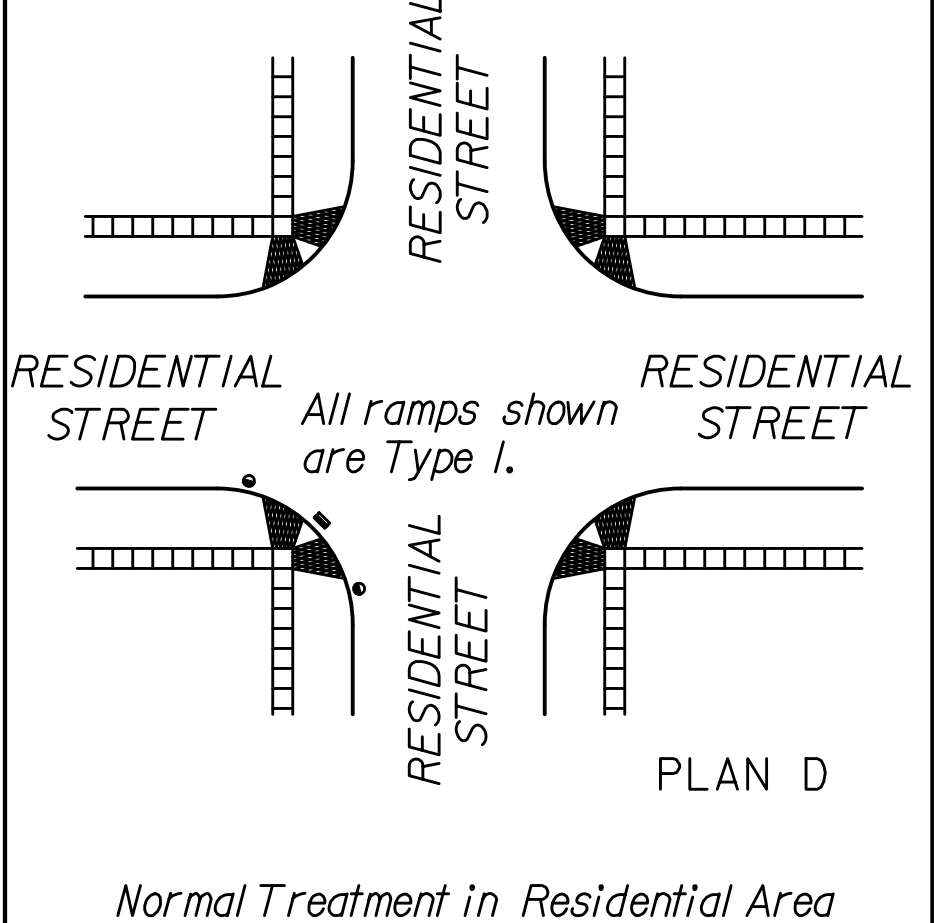 RESIDENTIAL
STREET
RESIDENTIAL
STREET
All ramps shown
are Type I.
RESIDENTIAL
STREET
RESIDENTIAL
STREET
PLAN D
Normal Treatment in Residential Area